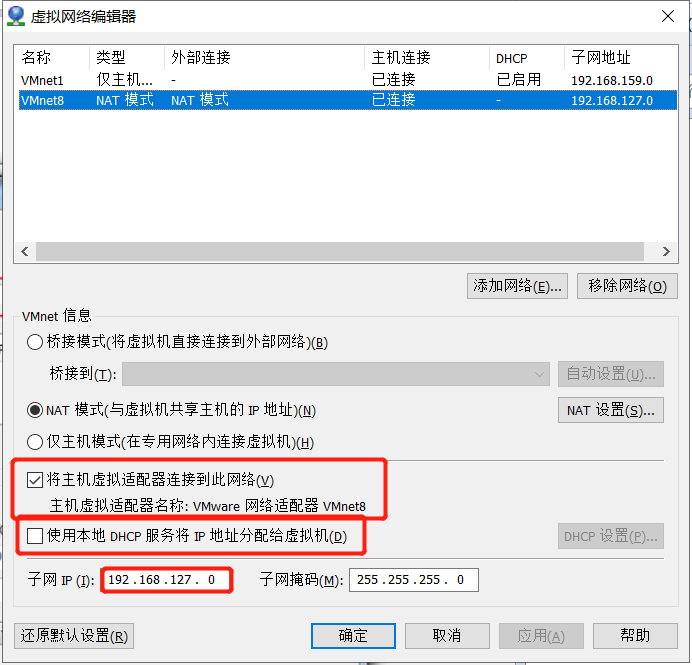 虚拟网络编辑器
名称 类型 外部连接 主机连接 DHCP 子网地址
VMnet1 仅主机... - 已连接 已启用 192.168.159.0
VMnet8 NAT 模式 NAT 模式 已连接 - 192.168.127.0
添加网络(E)... 移除网络(O)
VMnet 信息
桥接模式(将虚拟机直接连接到外部网络)(B)
桥接到(T): 自动设置(U)...
NAT 模式(与虚拟机共享主机的 IP 地址)(N) NAT 设置(S)...
仅主机模式(在专用网络内连接虚拟机)(H)
将主机虚拟适配器连接到此网络(V)
主机虚拟适配器名称: VMware 网络适配器 VMnet8
使用本地 DHCP 服务将 IP 地址分配给虚拟机(D) DHCP 设置(P)...
子网 IP (I): 192.168.127. 0 子网掩码(M): 255.255.255. 0
还原默认设置(R) 确定 取消 应用(A) 帮助